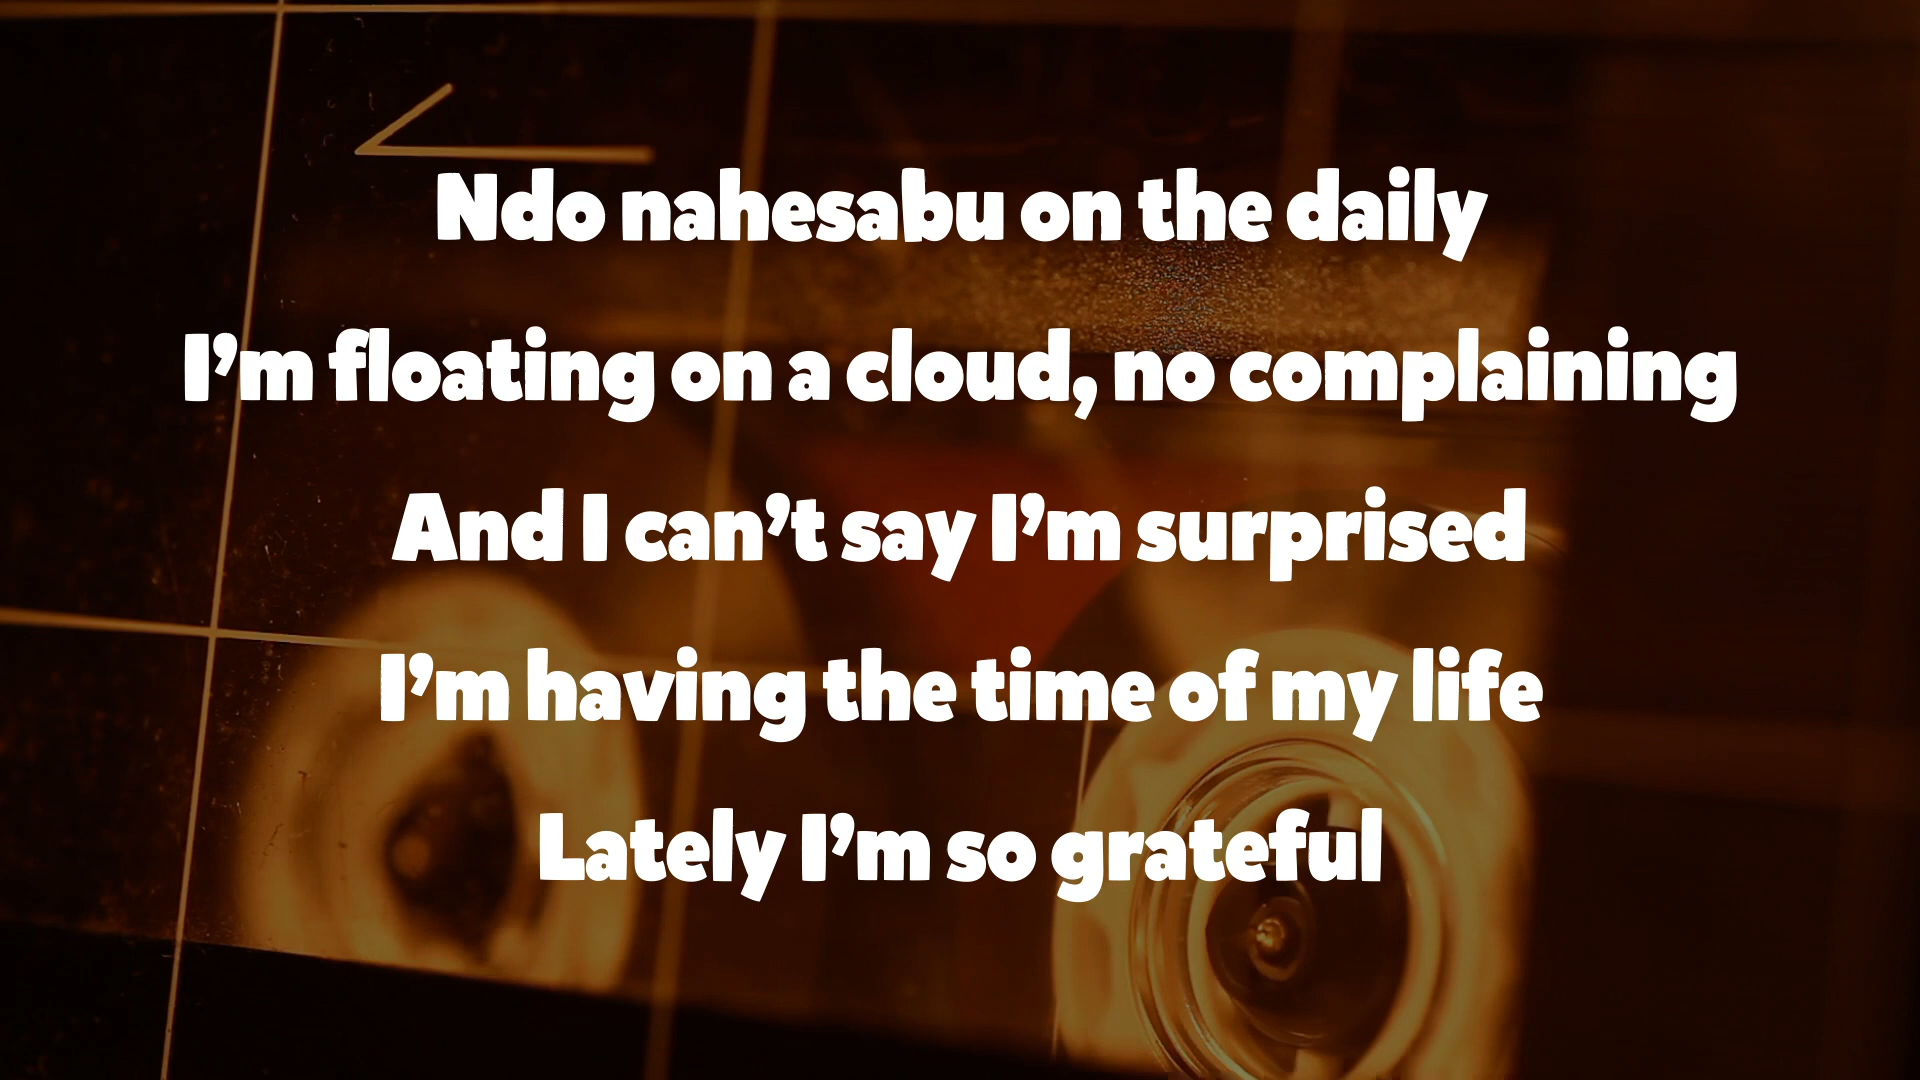 Ndo nahesabu on the daily
I’m floating on a cloud, no complaining
And I can’t say I’m surprised
I’m having the time of my life
Lately I’m so grateful